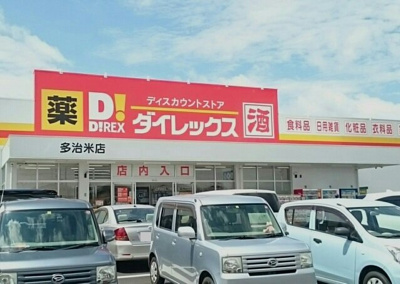 薬
D!
DiREX
ディスカウントストア
ダイレックス
酒
食料品 日用雑貨 化粧品 衣料品
多治米店
店内入口